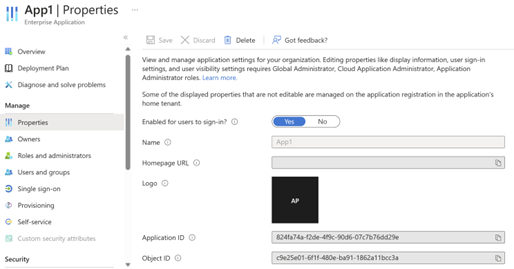 App1 | Properties ...
Enterprise Application
«
Save Discard Delete Got feedback?
Overview
Deployment Plan
Diagnose and solve problems
Manage
Properties
Owners
Roles and administrators
Users and groups
Single sign-on
Provisioning
Self-service
Custom security attributes
Security
View and manage application settings for your organization. Editing properties like display information, user sign-in
settings, and user visibility settings requires Global Administrator, Cloud Application Administrator, Application
Administrator roles. Learn more.
Some of the displayed properties that are not editable are managed on the application registration in the application's
home tenant.
Enabled for users to sign-in? Yes No
Name App1
Homepage URL
Logo
AP
Application ID 824fa74a-f2de-4f9c-90d6-07c7b76dd29e
Object ID c9e25e01-6f1f-480e-ba91-1862a11bcc3a